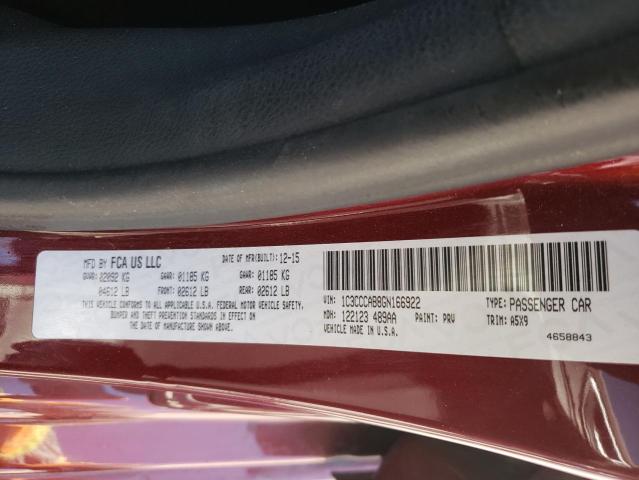 MFD BY FCA US LLC DATE OF MFR(BUILT): 12-15
GVWR: 02092 KG GAWR: 01185 KG GAWR: 01185 KG
04612 LB FRONT: 02612 LB REAR: 02612 LB
THIS VEHICLE CONFORMS TO ALL APPLICABLE U.S.A. FEDERAL MOTOR VEHICLE SAFETY,
BUMPER AND THEFT PREVENTION STANDARDS IN EFFECT ON
THE DATE OF MANUFACTURE SHOWN ABOVE.
VIN: 1C3CCCAB8GN166922 TYPE: PASSENGER CAR
MDH: 122123 489AA PAINT: PRV TRIM: A5X9
VEHICLE MADE IN U.S.A. 4658843